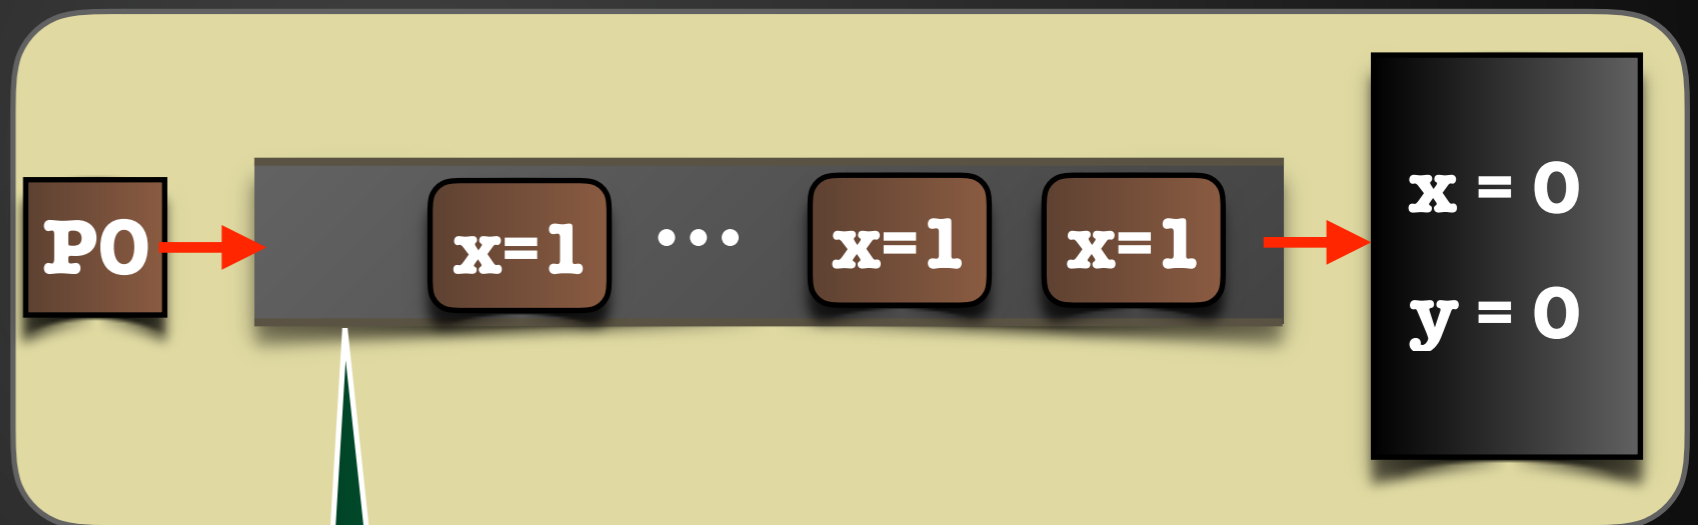 P0
x=1 ... x=1 x=1
x = 0
y = 0